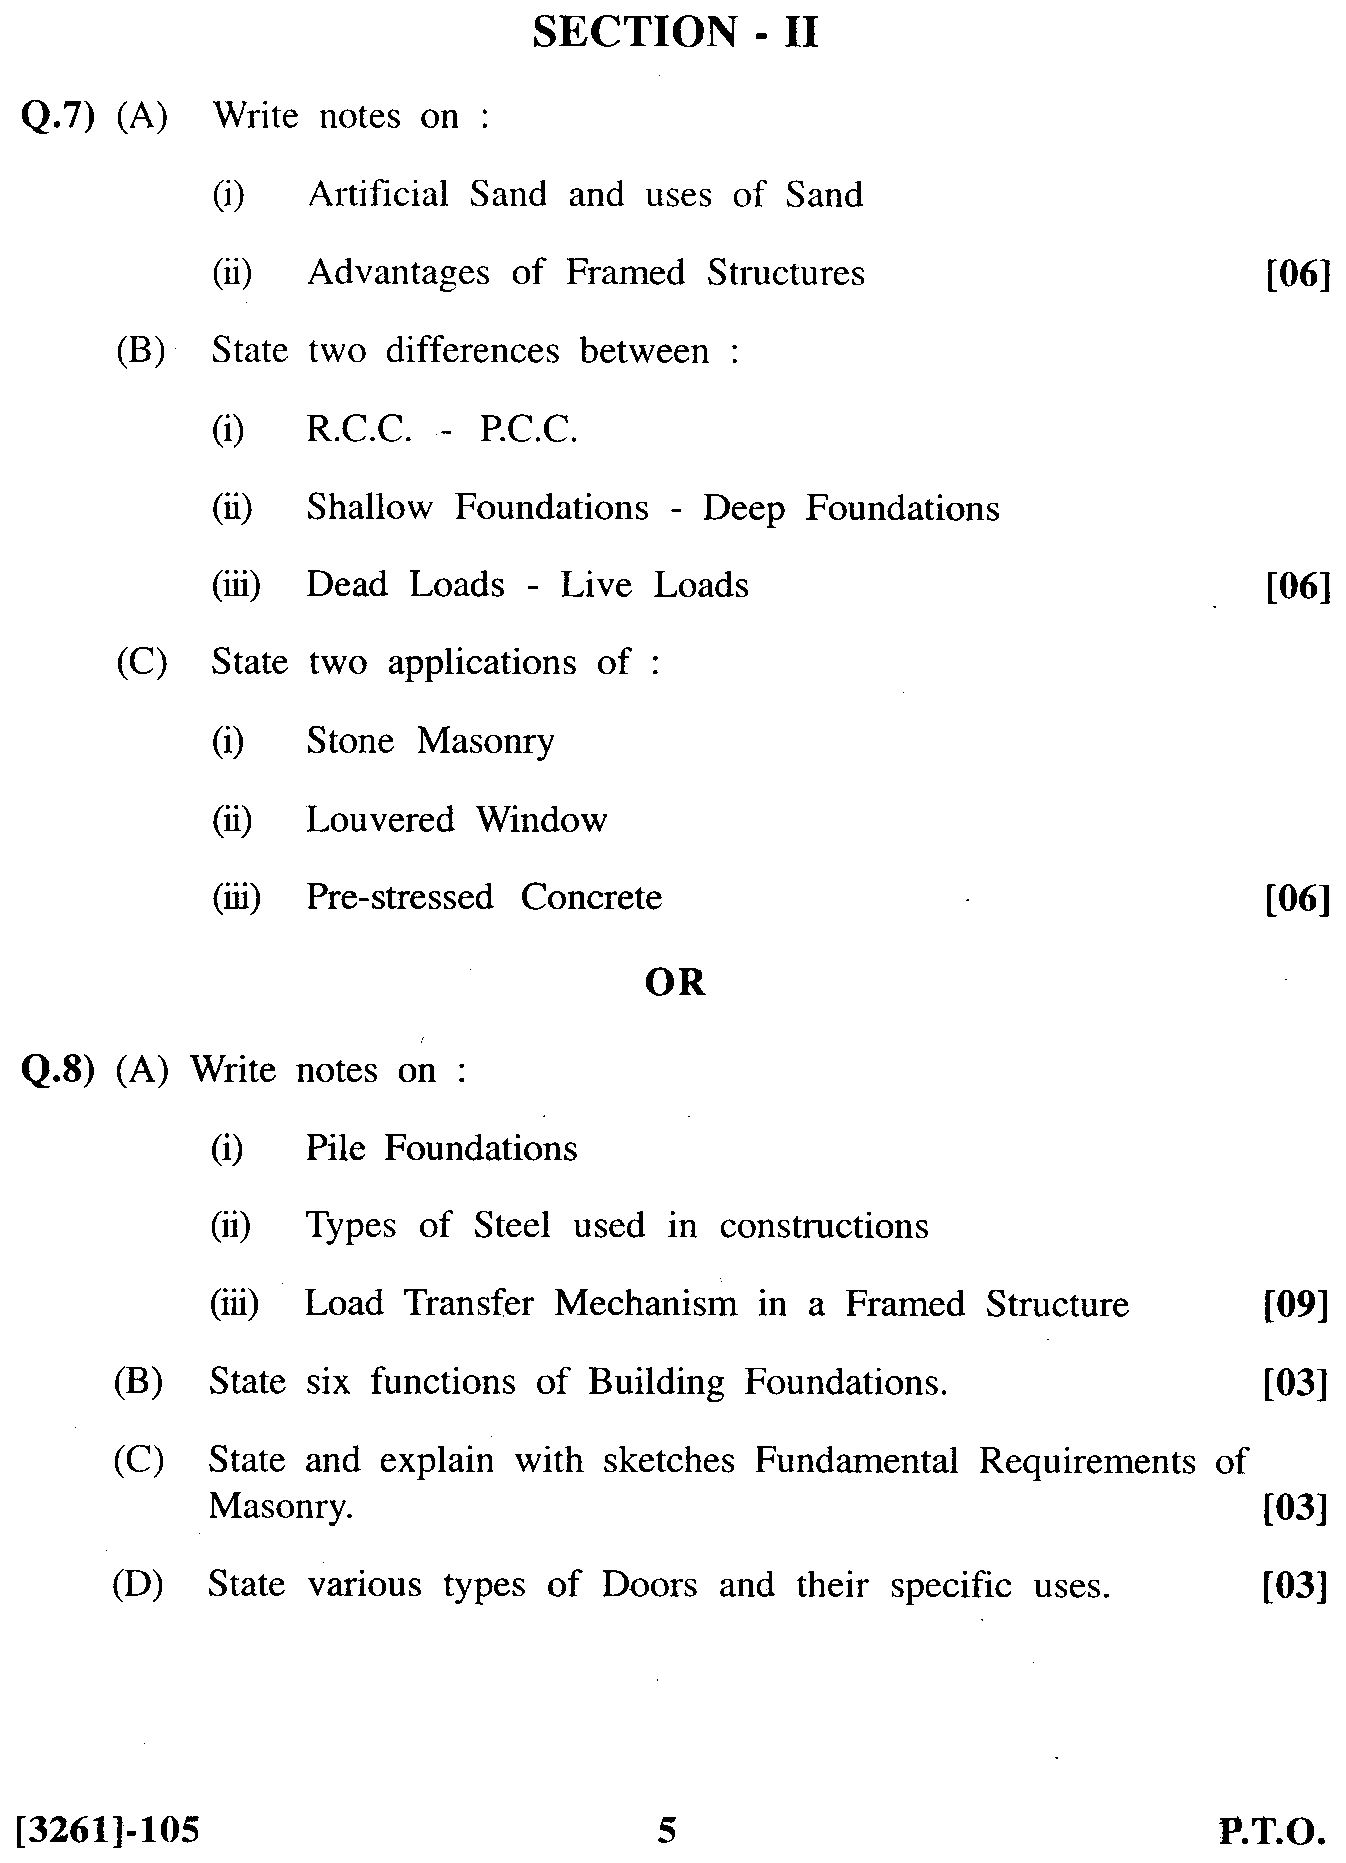 SECTION - II
Q.7) (A) Write notes on :
(i) Artificial Sand and uses of Sand
(ii) Advantages of Framed Structures [06]
(B) State two differences between :
(i) R.C.C. - P.C.C.
(ii) Shallow Foundations - Deep Foundations
(iii) Dead Loads - Live Loads [06]
(C) State two applications of :
(i) Stone Masonry
(ii) Louvered Window
(iii) Pre-stressed Concrete [06]
OR
Q.8) (A) Write notes on :
(i) Pile Foundations
(ii) Types of Steel used in constructions
(iii) Load Transfer Mechanism in a Framed Structure [09]
(B) State six functions of Building Foundations. [03]
(C) State and explain with sketches Fundamental Requirements of
Masonry. [03]
(D) State various types of Doors and their specific uses. [03]
[3261]-105 5 P.T.O.